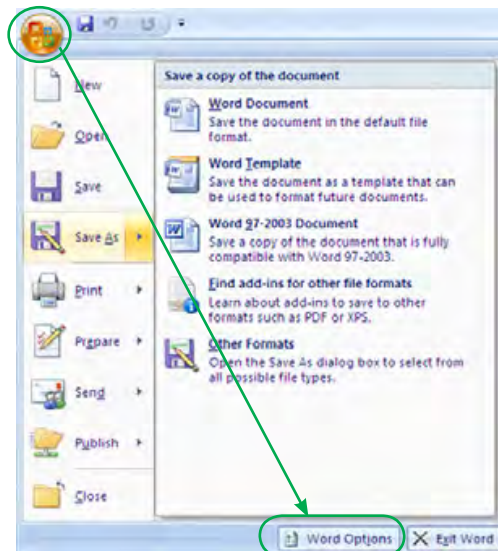 New
Open
Save
Save As
Print
Prepare
Send
Publish
Close
Save a copy of the document
Word Document
Save the document in the default file
format.
Word Template
Save the document as a template that can
be used to format future documents.
Word 97-2003 Document
Save a copy of the document that is fully
compatible with Word 97-2003.
Find add-ins for other file formats
Learn about add-ins to save to other
formats such as PDF or XPS.
Other Formats
Open the Save As dialog box to select from
all possible file types.
Word Options
Exit Word